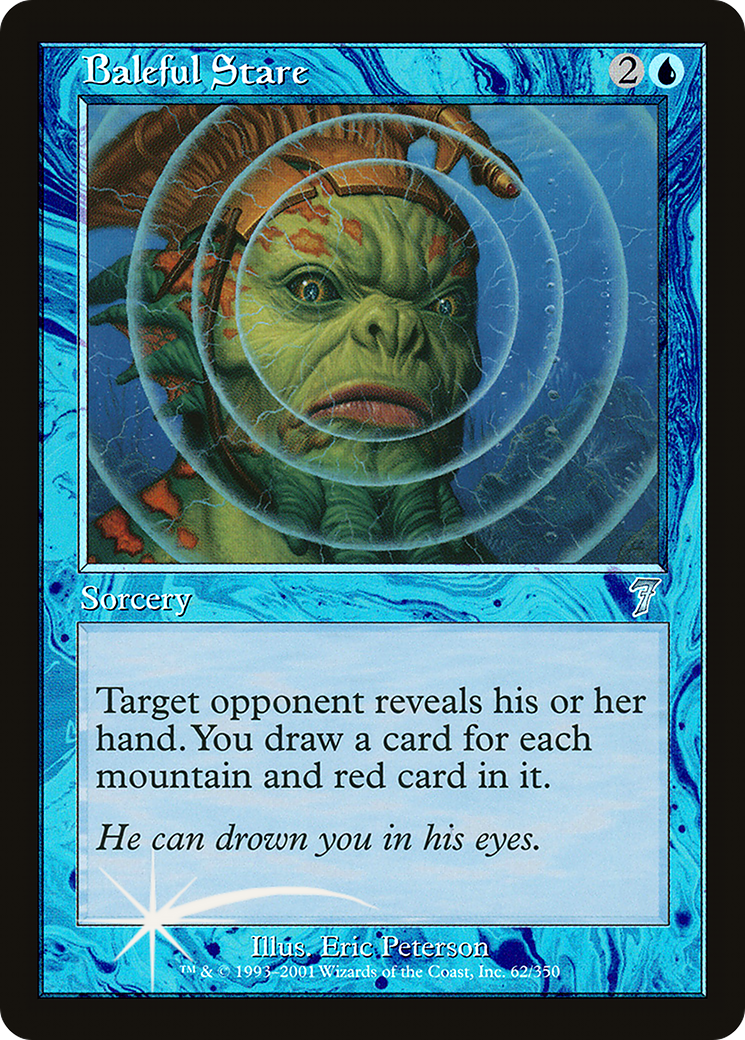 Baleful Stare 2
Sorcery 7
Target opponent reveals his or her
hand. You draw a card for each
mountain and red card in it.
He can drown you in his eyes.
Illus. Eric Peterson
™ & © 1993–2001 Wizards of the Coast, Inc. 62/350